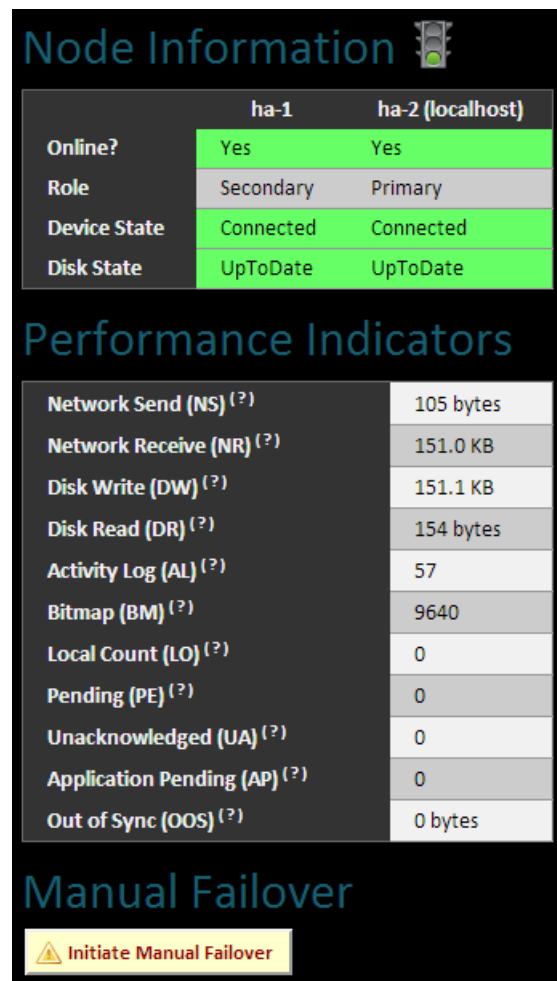 Node Information
ha-1 ha-2 (localhost)
Online? Yes Yes
Role Secondary Primary
Device State Connected Connected
Disk State UpToDate UpToDate
Performance Indicators
Network Send (NS) (?) 105 bytes
Network Receive (NR) (?) 151.0 KB
Disk Write (DW) (?) 151.1 KB
Disk Read (DR) (?) 154 bytes
Activity Log (AL) (?) 57
Bitmap (BM) (?) 9640
Local Count (LO) (?) 0
Pending (PE) (?) 0
Unacknowledged (UA) (?) 0
Application Pending (AP) (?) 0
Out of Sync (OOS) (?) 0 bytes
Manual Failover
Initiate Manual Failover